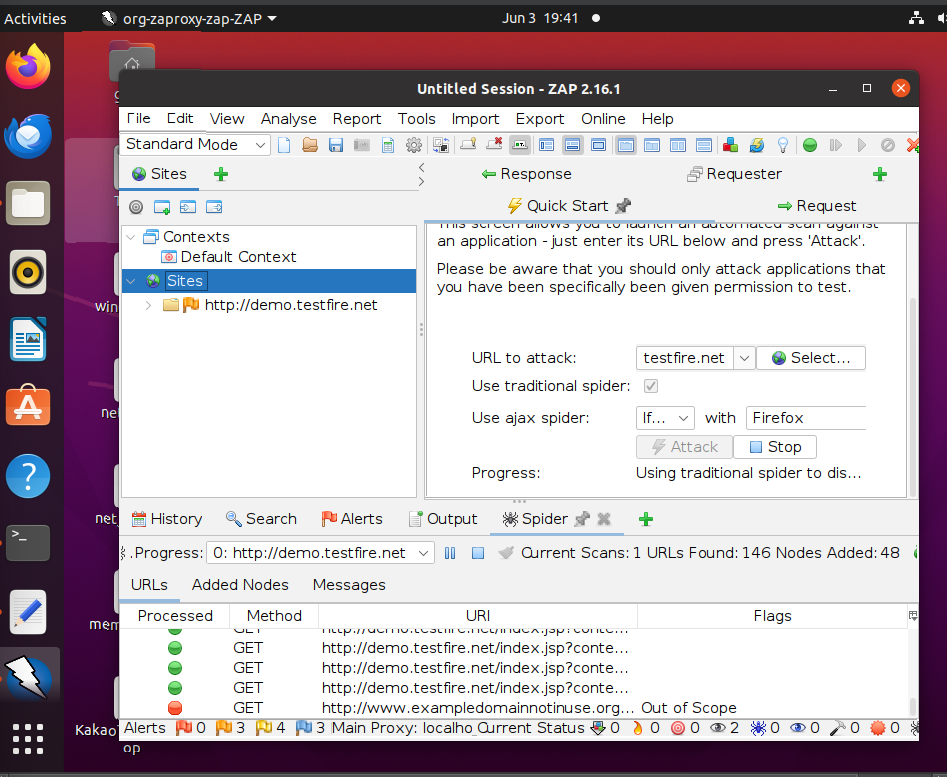 Activities org-zaproxy-zap-ZAP Jun 3 19:41
Untitled Session - ZAP 2.16.1
File Edit View Analyse Report Tools Import Export Online Help
Standard Mode
Sites
Response Requester
Quick Start Request
Contexts
Default Context
Sites
http://demo.testfire.net
This screen allows you to launch an automated scan against
an application - just enter its URL below and press 'Attack'.
Please be aware that you should only attack applications that
you have been specifically been given permission to test.
URL to attack: testfire.net Select...
Use traditional spider:
Use ajax spider: If... with Firefox
Attack Stop
Progress: Using traditional spider to dis...
History Search Alerts Output Spider
Progress: 0: http://demo.testfire.net Current Scans: 1 URLs Found: 146 Nodes Added: 48
URLs Added Nodes Messages
Processed Method URI Flags
GET http://demo.testfire.net/index.jsp?conte...
GET http://demo.testfire.net/index.jsp?conte...
GET http://demo.testfire.net/index.jsp?conte...
GET http://demo.testfire.net/index.jsp?conte...
GET http://www.exampledomainnotinuse.org... Out of Scope
Alerts 0 3 4 3 Main Proxy: localho Current Status 0 0 0 2 0 0 0 0
win
ne
net
mem
Kakao
op